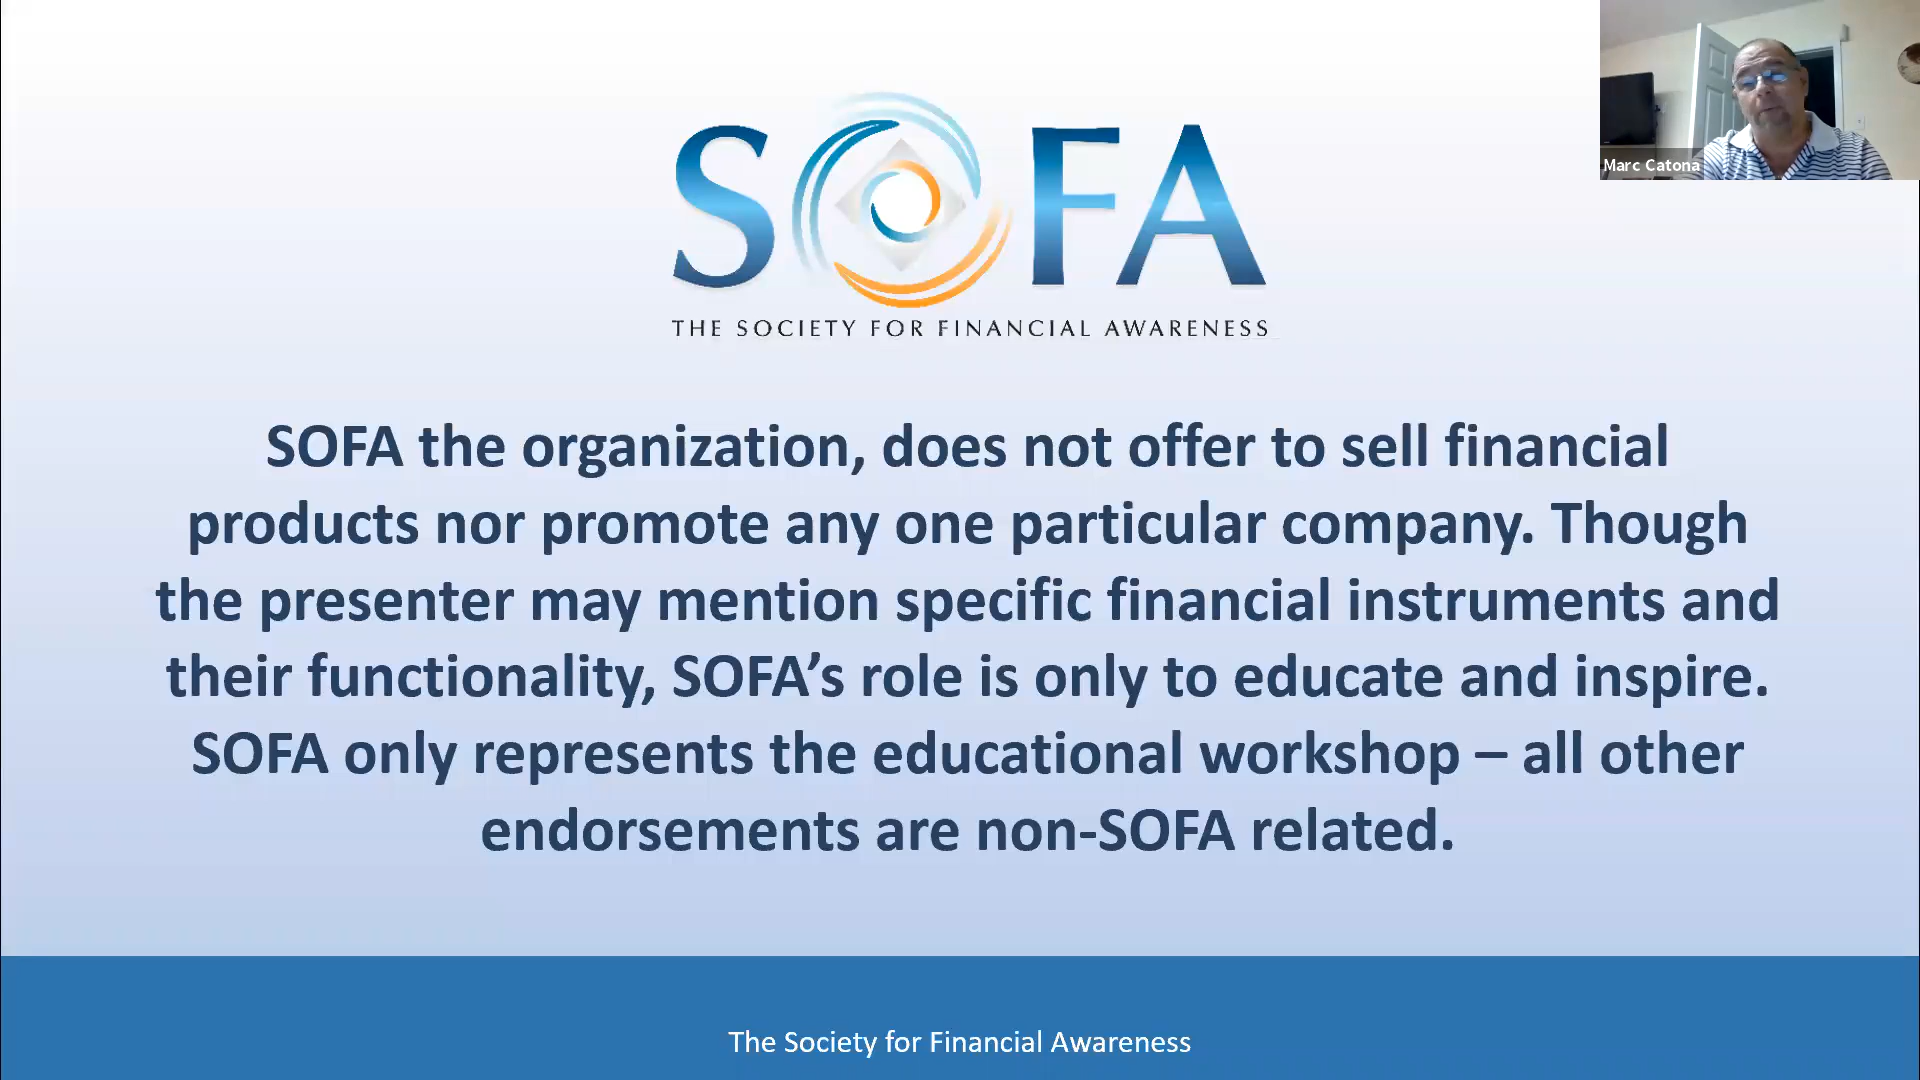 SOFA
THE SOCIETY FOR FINANCIAL AWARENESS
Marc Catona
SOFA the organization, does not offer to sell financial
products nor promote any one particular company. Though
the presenter may mention specific financial instruments and
their functionality, SOFA’s role is only to educate and inspire.
SOFA only represents the educational workshop – all other
endorsements are non-SOFA related.
The Society for Financial Awareness